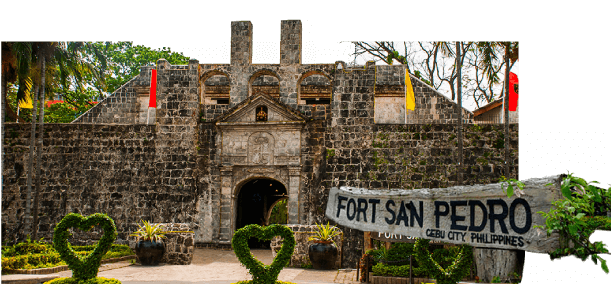 FORT SAN PEDRO
CEBU CITY, PHILIPPINES